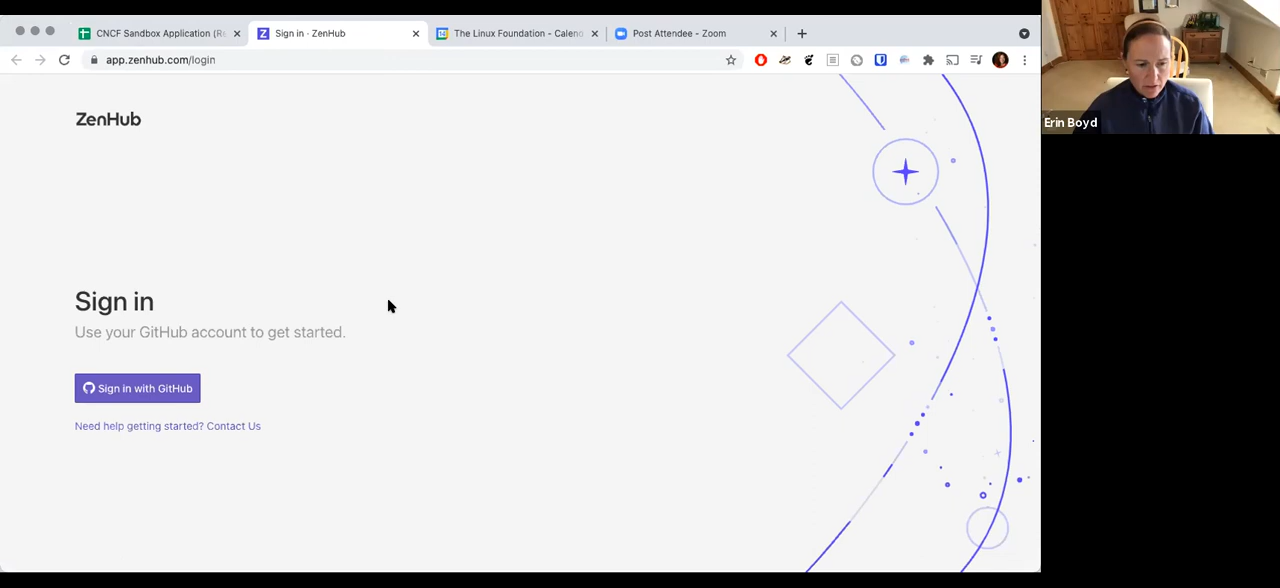 CNCF Sandbox Application (Re
Sign in · ZenHub
The Linux Foundation - Calend
Post Attendee - Zoom
app.zenhub.com/login
ZenHub
Sign in
Use your GitHub account to get started.
Sign in with GitHub
Need help getting started? Contact Us
Erin Boyd